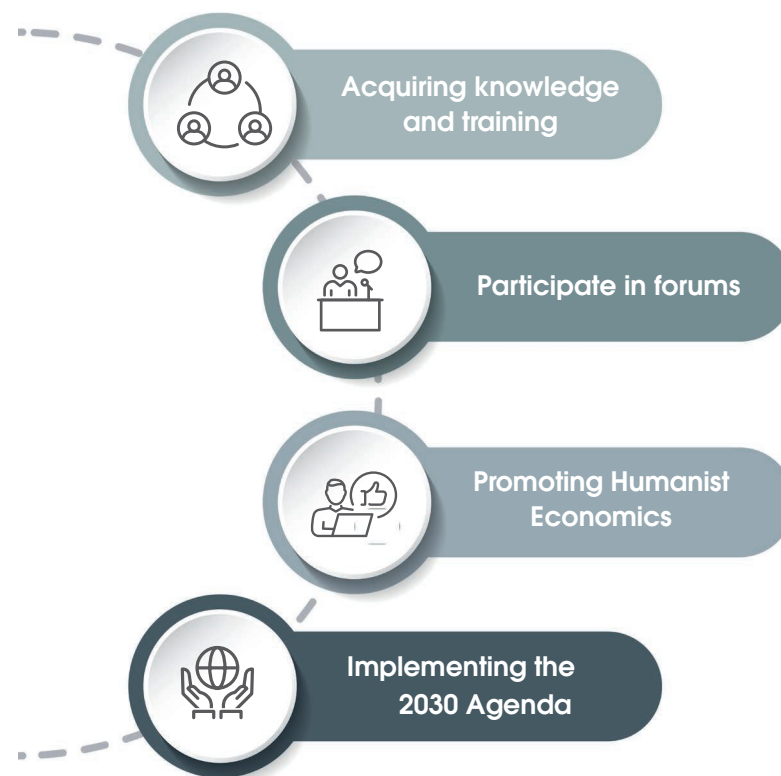 Acquiring knowledge
and training
Participate in forums
Promoting Humanist
Economics
Implementing the
2030 Agenda